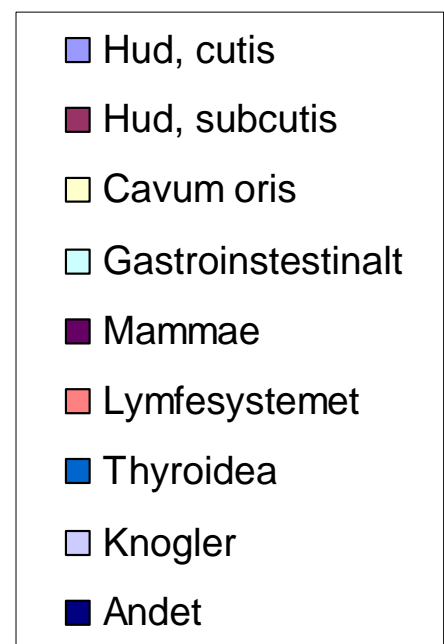 Hud, cutis
Hud, subcutis
Cavum oris
Gastroinstestinalt
Mammae
Lymfesystemet
Thyroidea
Knogler
Andet